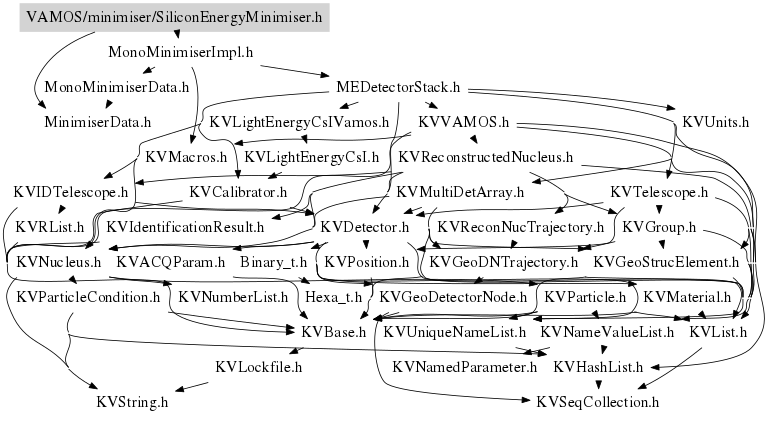 VAMOS/minimiser/SiliconEnergyMinimiser.h
MonoMinimiserImpl.h
MonoMinimiserData.h
MEDetectorStack.h
MinimiserData.h
KVLightEnergyCsIVamos.h
KVVAMOS.h
KVUnits.h
KVMacros.h
KVLightEnergyCsI.h
KVReconstructedNucleus.h
KVIDTelescope.h
KVCalibrator.h
KVMultiDetArray.h
KVTelescope.h
KVRList.h
KVIdentificationResult.h
KVDetector.h
KVReconNucTrajectory.h
KVGroup.h
KVNucleus.h
KVACQParam.h
Binary_t.h
KVPosition.h
KVGeoDNTrajectory.h
KVGeoStrucElement.h
KVParticleCondition.h
KVNumberList.h
Hexa_t.h
KVGeoDetectorNode.h
KVParticle.h
KVMaterial.h
KVBase.h
KVUniqueNameList.h
KVNameValueList.h
KVList.h
KVLockfile.h
KVNamedParameter.h
KVHashList.h
KVString.h
KVSeqCollection.h